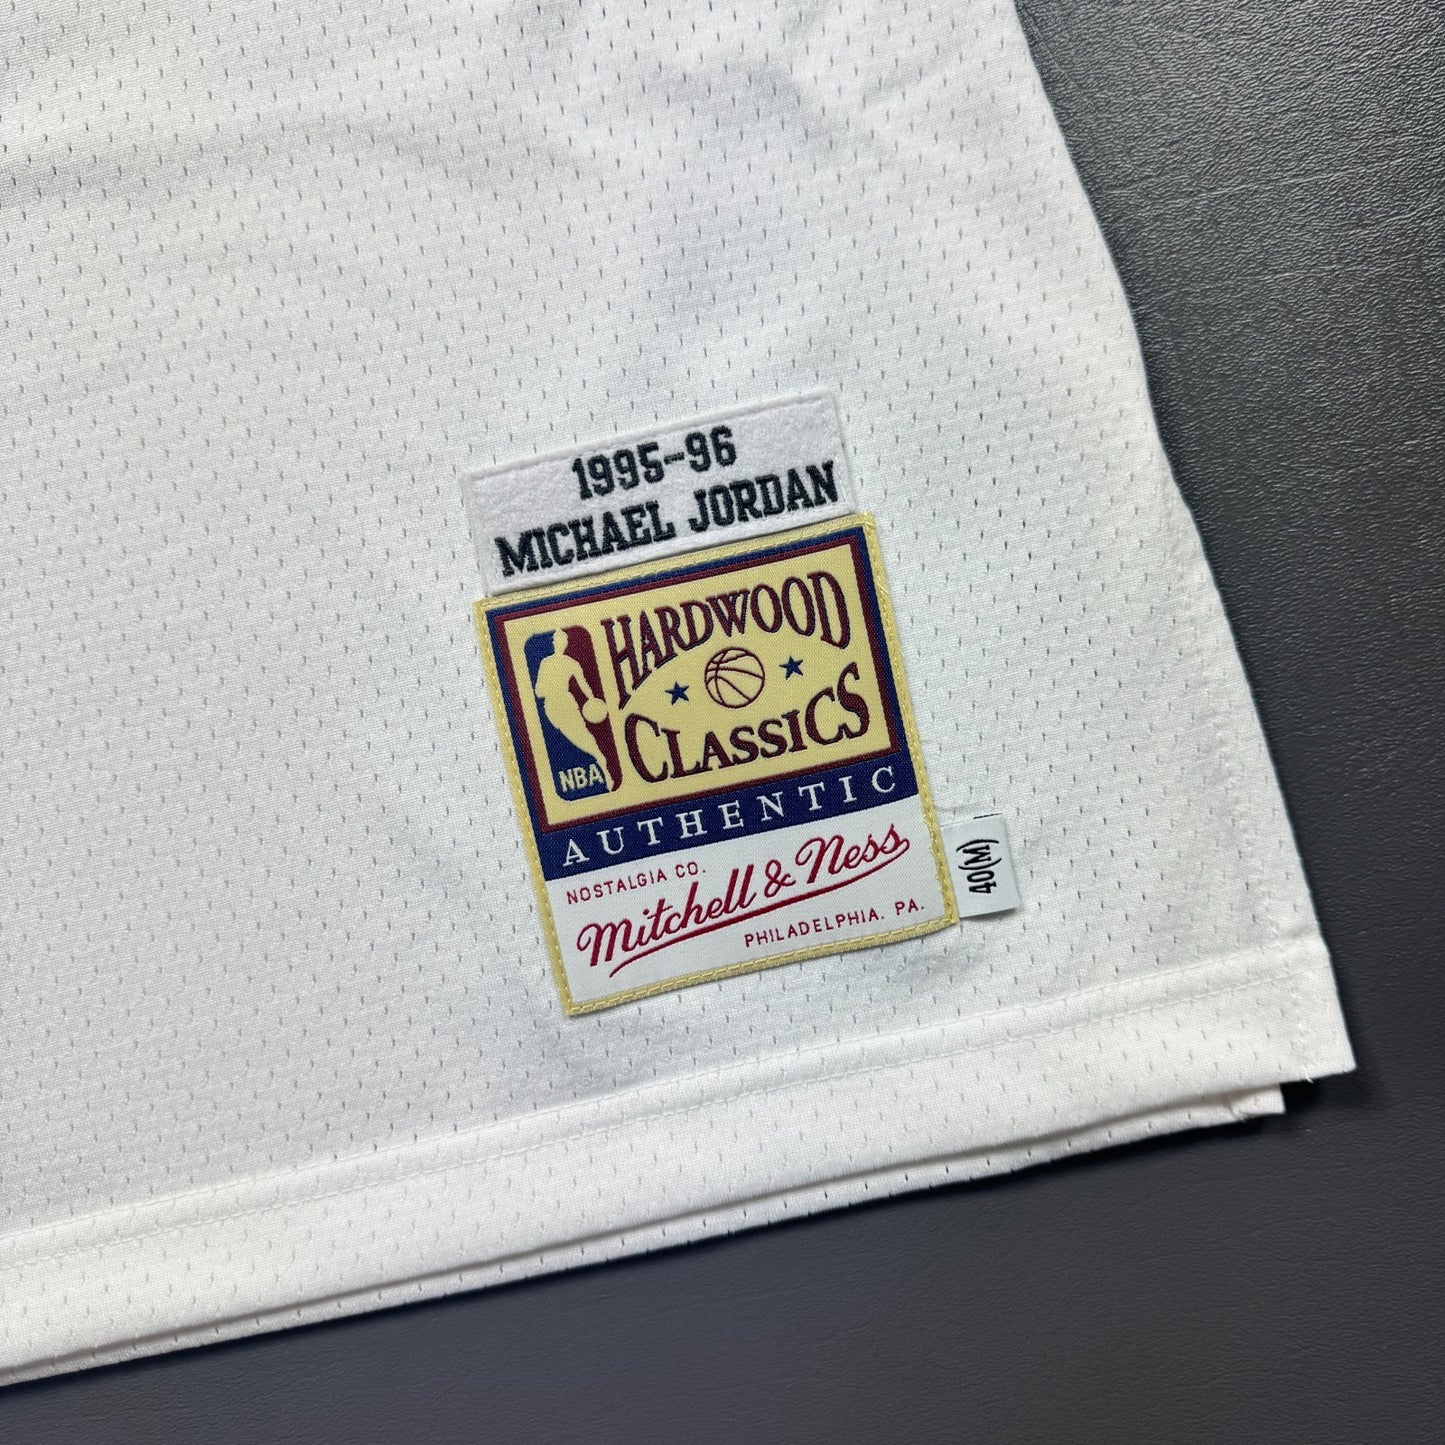 1995-96
MICHAEL JORDAN
HARDWOOD
CLASSICS
NBA
AUTHENTIC
NOSTALGIA CO.
Mitchell & Ness
PHILADELPHIA, PA.
40(M)